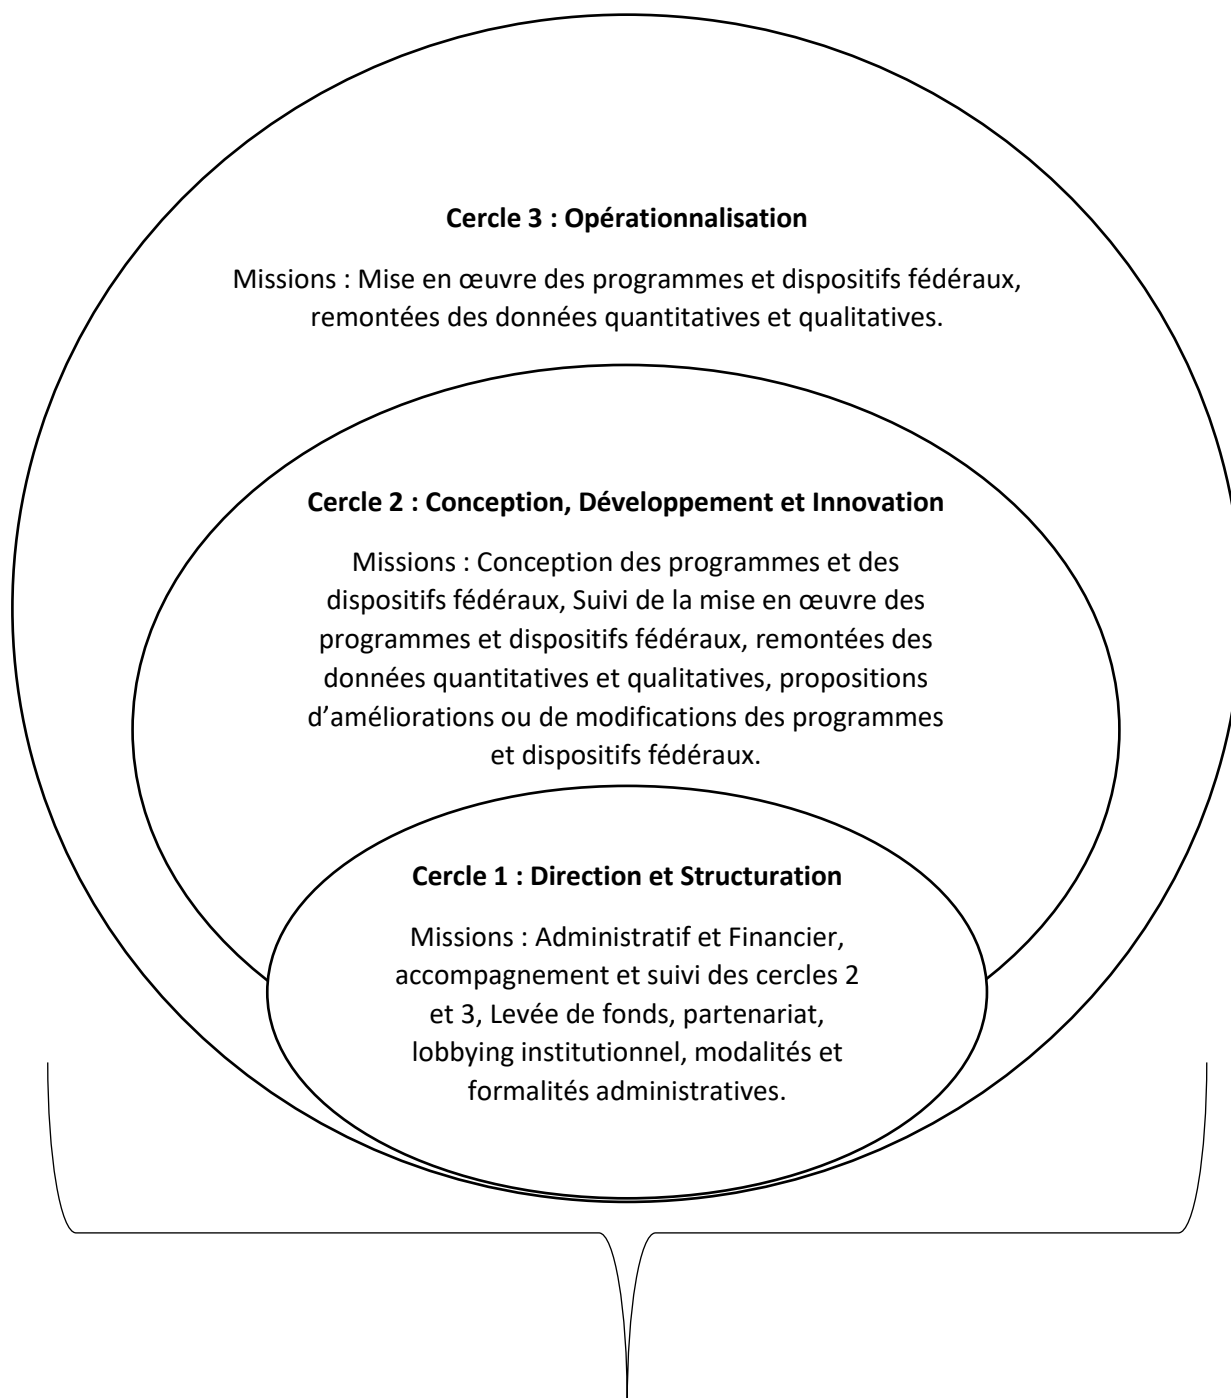 Cercle 3 : Opérationnalisation
Missions : Mise en œuvre des programmes et dispositifs fédéraux,
remontées des données quantitatives et qualitatives.
Cercle 2 : Conception, Développement et Innovation
Missions : Conception des programmes et des
dispositifs fédéraux, Suivi de la mise en œuvre des
programmes et dispositifs fédéraux, remontées des
données quantitatives et qualitatives, propositions
d’améliorations ou de modifications des programmes
et dispositifs fédéraux.
Cercle 1 : Direction et Structuration
Missions : Administratif et Financier,
accompagnement et suivi des cercles 2
et 3, Levée de fonds, partenariat,
lobbying institutionnel, modalités et
formalités administratives.